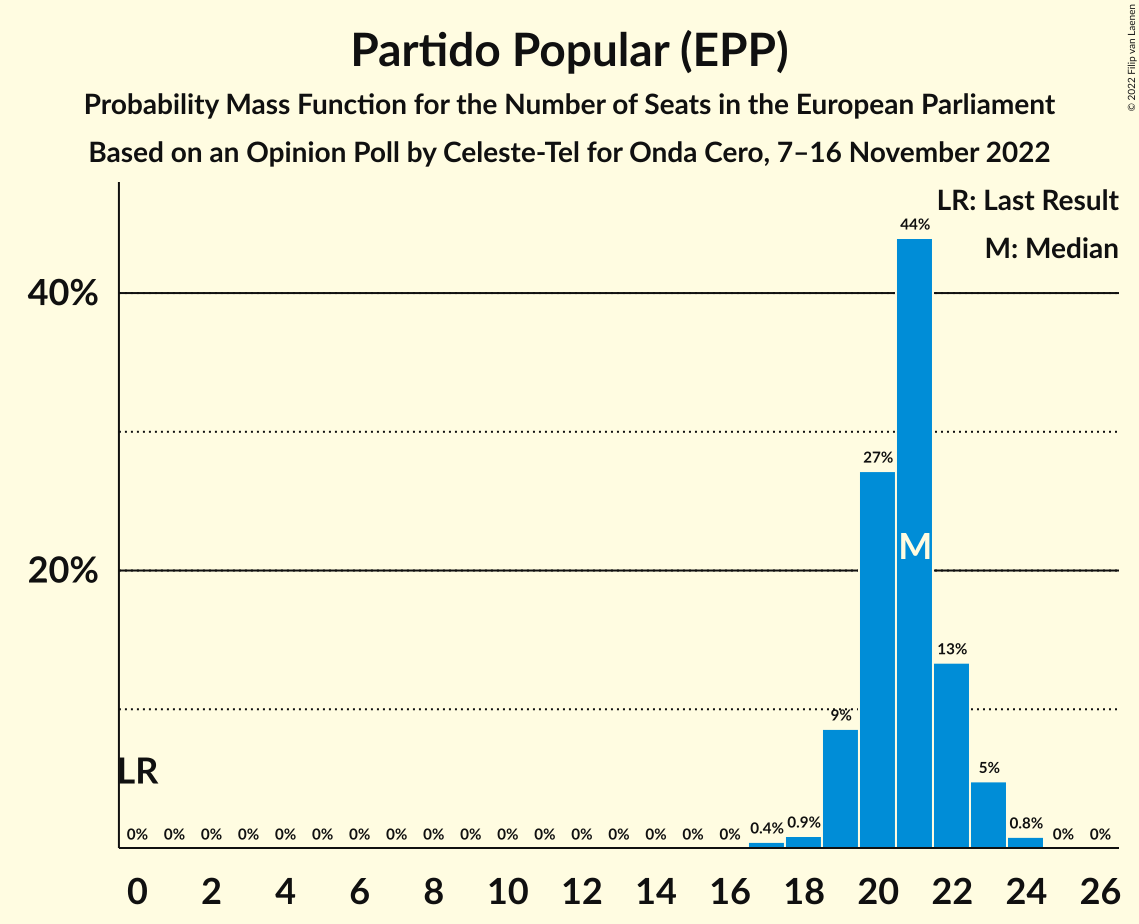 Partido Popular (EPP)
Probability Mass Function for the Number of Seats in the European Parliament
Based on an Opinion Poll by Celeste-Tel for Onda Cero, 7–16 November 2022
© 2022 Filip van Laenen
LR: Last Result
M: Median
44%
40%
27%
M
20%
13%
9%
LR
5%
0% 0% 0% 0% 0% 0% 0% 0% 0% 0% 0% 0% 0% 0% 0% 0% 0% 0.4% 0.9% 0.8% 0% 0%
0 2 4 6 8 10 12 14 16 18 20 22 24 26